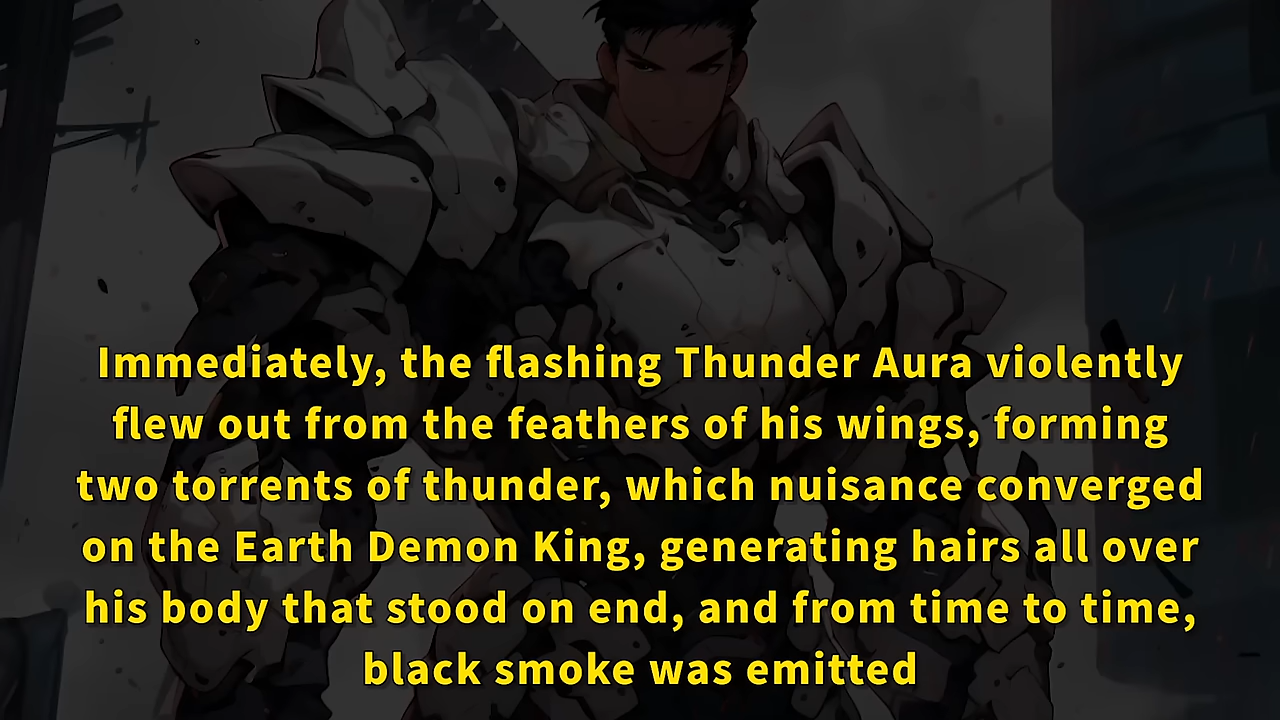 Immediately, the flashing Thunder Aura violently
flew out from the feathers of his wings, forming
two torrents of thunder, which nuisance converged
on the Earth Demon King, generating hairs all over
his body that stood on end, and from time to time,
black smoke was emitted